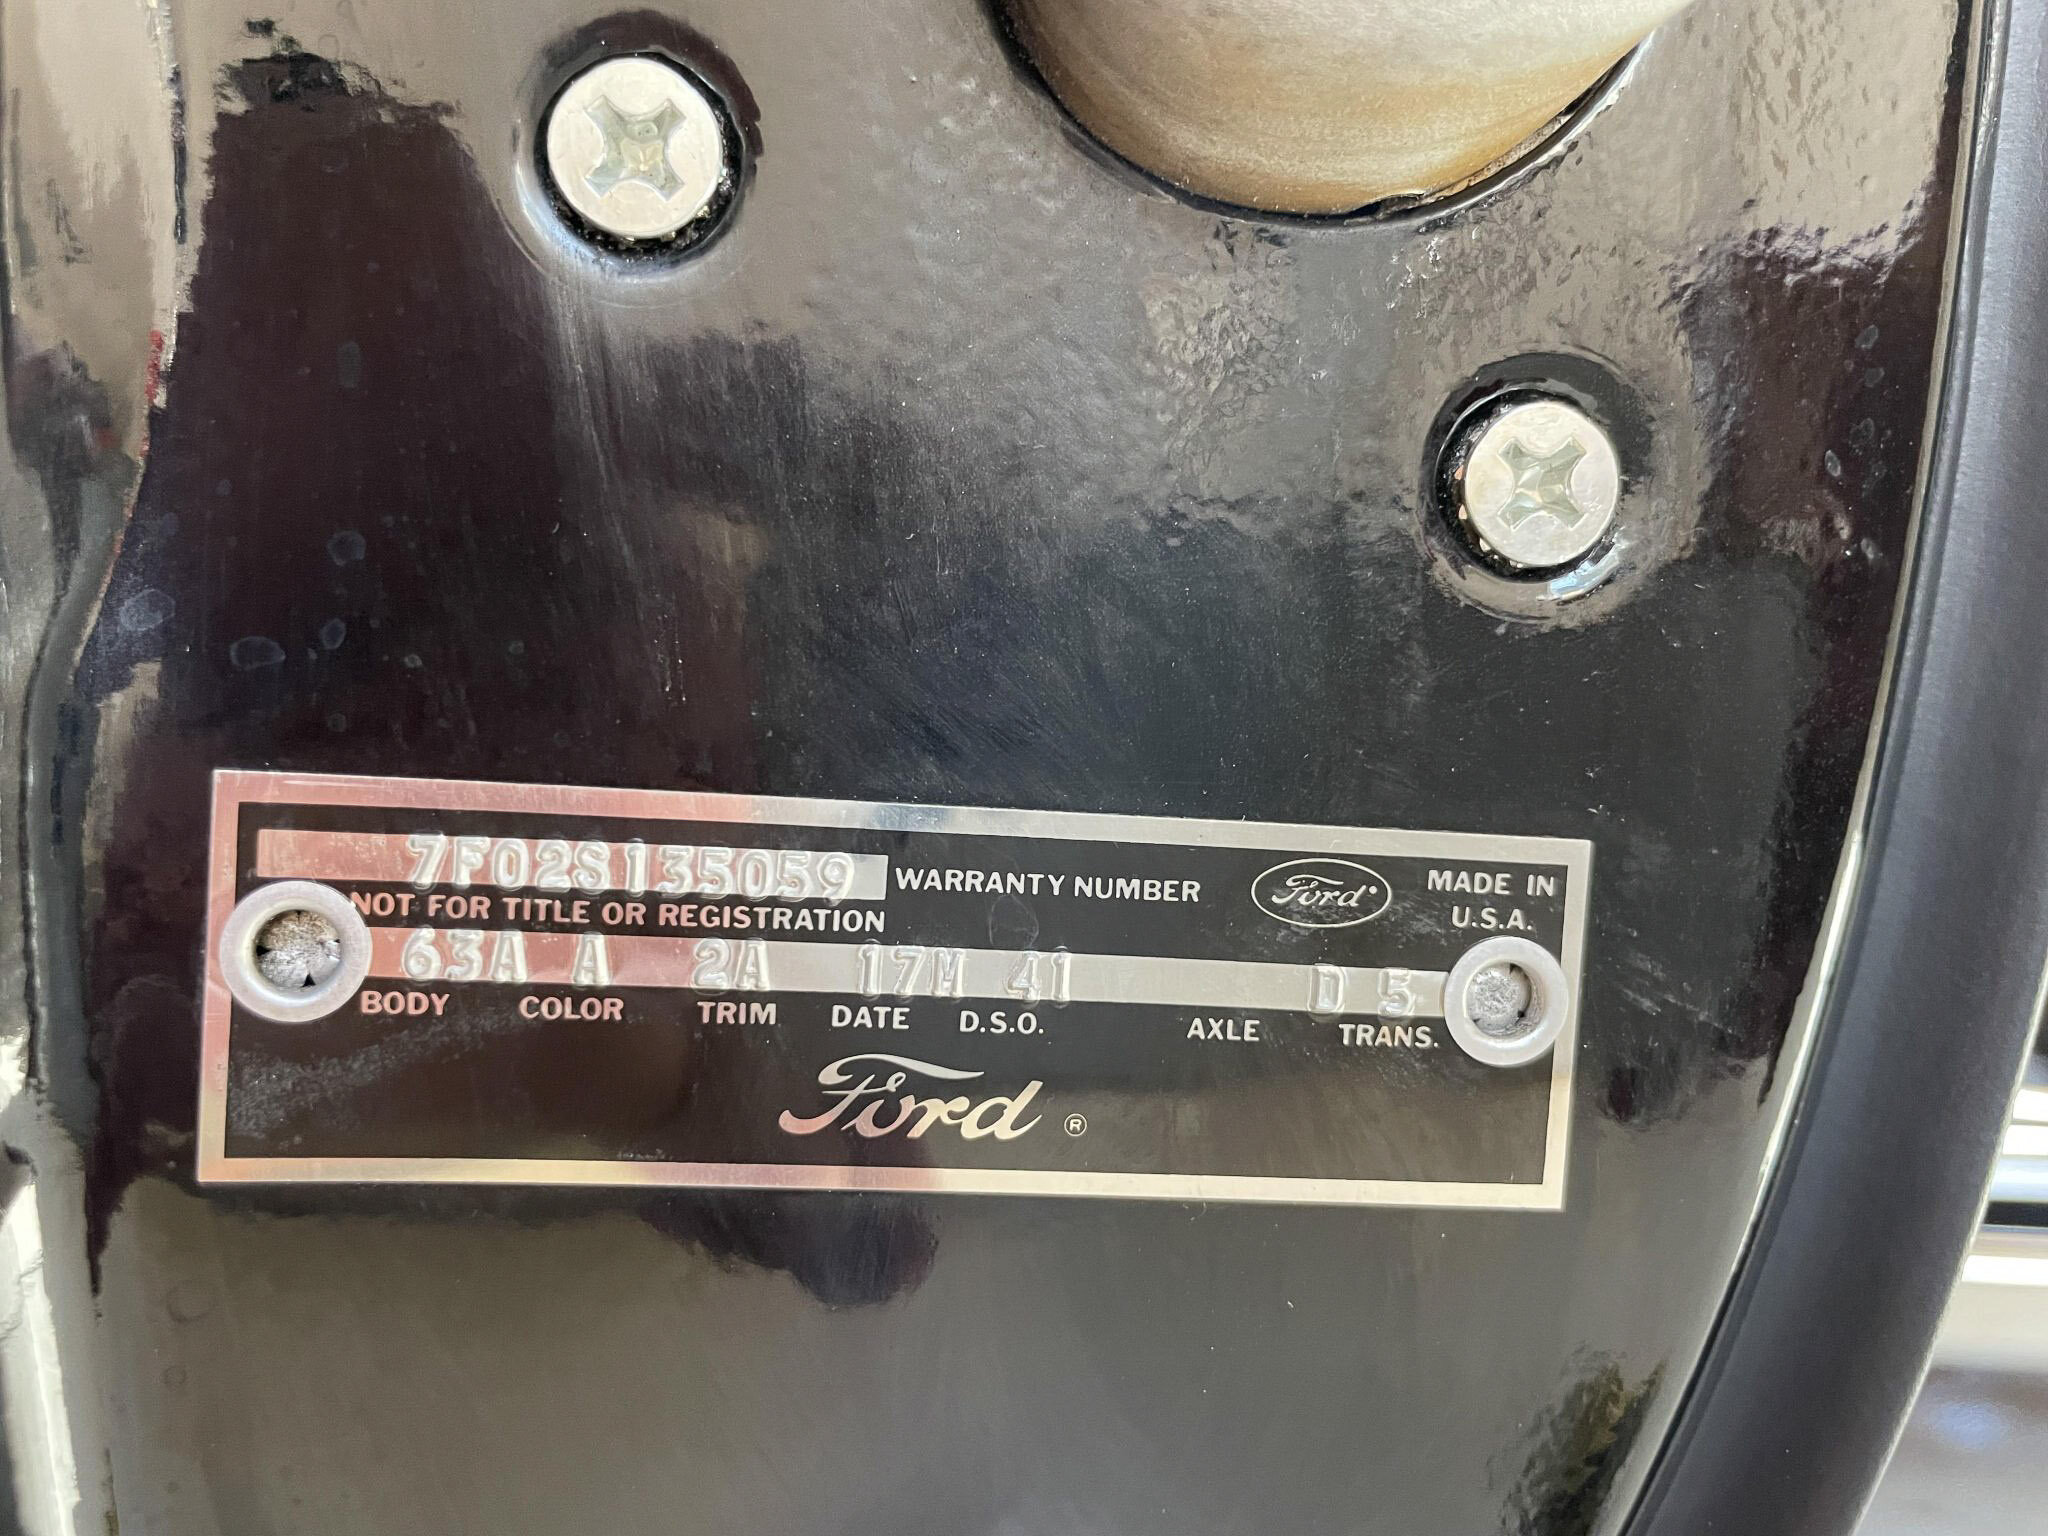 7F02S135059 WARRANTY NUMBER Ford MADE IN
NOT FOR TITLE OR REGISTRATION U.S.A.
63A A 2A 17M 41 D 5
BODY COLOR TRIM DATE D.S.O. AXLE TRANS.
Ford ®